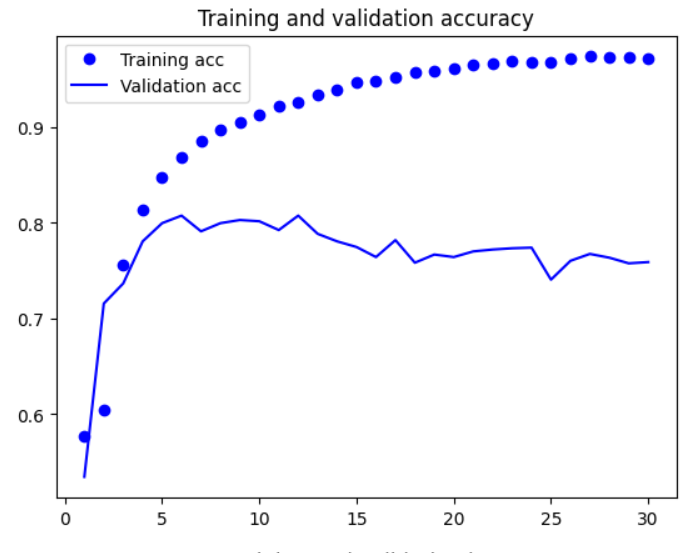 Training and validation accuracy
Training acc
Validation acc
0.9
0.8
0.7
0.6
0 5 10 15 20 25 30